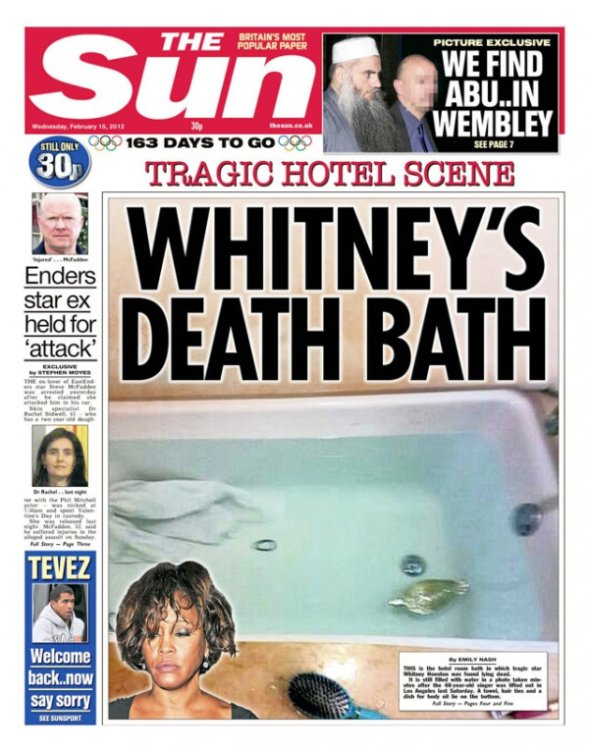 THE
Sun
BRITAIN'S MOST
POPULAR PAPER
Wednesday, February 15, 2012
30p
thesun.co.uk
PICTURE EXCLUSIVE
WE FIND
ABU..IN
WEMBLEY
SEE PAGE 7
STILL ONLY
30p
163 DAYS TO GO
TRAGIC HOTEL SCENE
WHITNEY'S
DEATH BATH
'Injured' . . . McFadden
Enders
star ex
held for
'attack'
EXCLUSIVE
by STEPHEN MOYES
THE ex-lover of EastEnd-
ers star Steve McFadden
was arrested yesterday
after he claimed she
attacked him in his car.
Skin specialist Dr
Rachel Sidwell, 41 - who
has a two-year-old daugh-
Dr Rachel . . last night
ter with the Phil Mitchell
actor - was nicked at
7.30am and spent Valen-
tine's Day in custody.
She was released last
night. McFadden, 52, said
he suffered injuries in the
alleged assault on Sunday.
Full Story - Page Three
TEVEZ
Welcome
back..now
say sorry
SEE SUNSPORT
By EMILY NASH
THIS is the hotel room bath in which tragic star
Whitney Houston was found lying dead.
It is still filled with water in a photo taken min-
utes after the 48-year-old singer was lifted out in
Los Angeles last Saturday. A towel, hair ties and a
dish for body oil lie on the bottom.
Full Story - Pages Four and Five